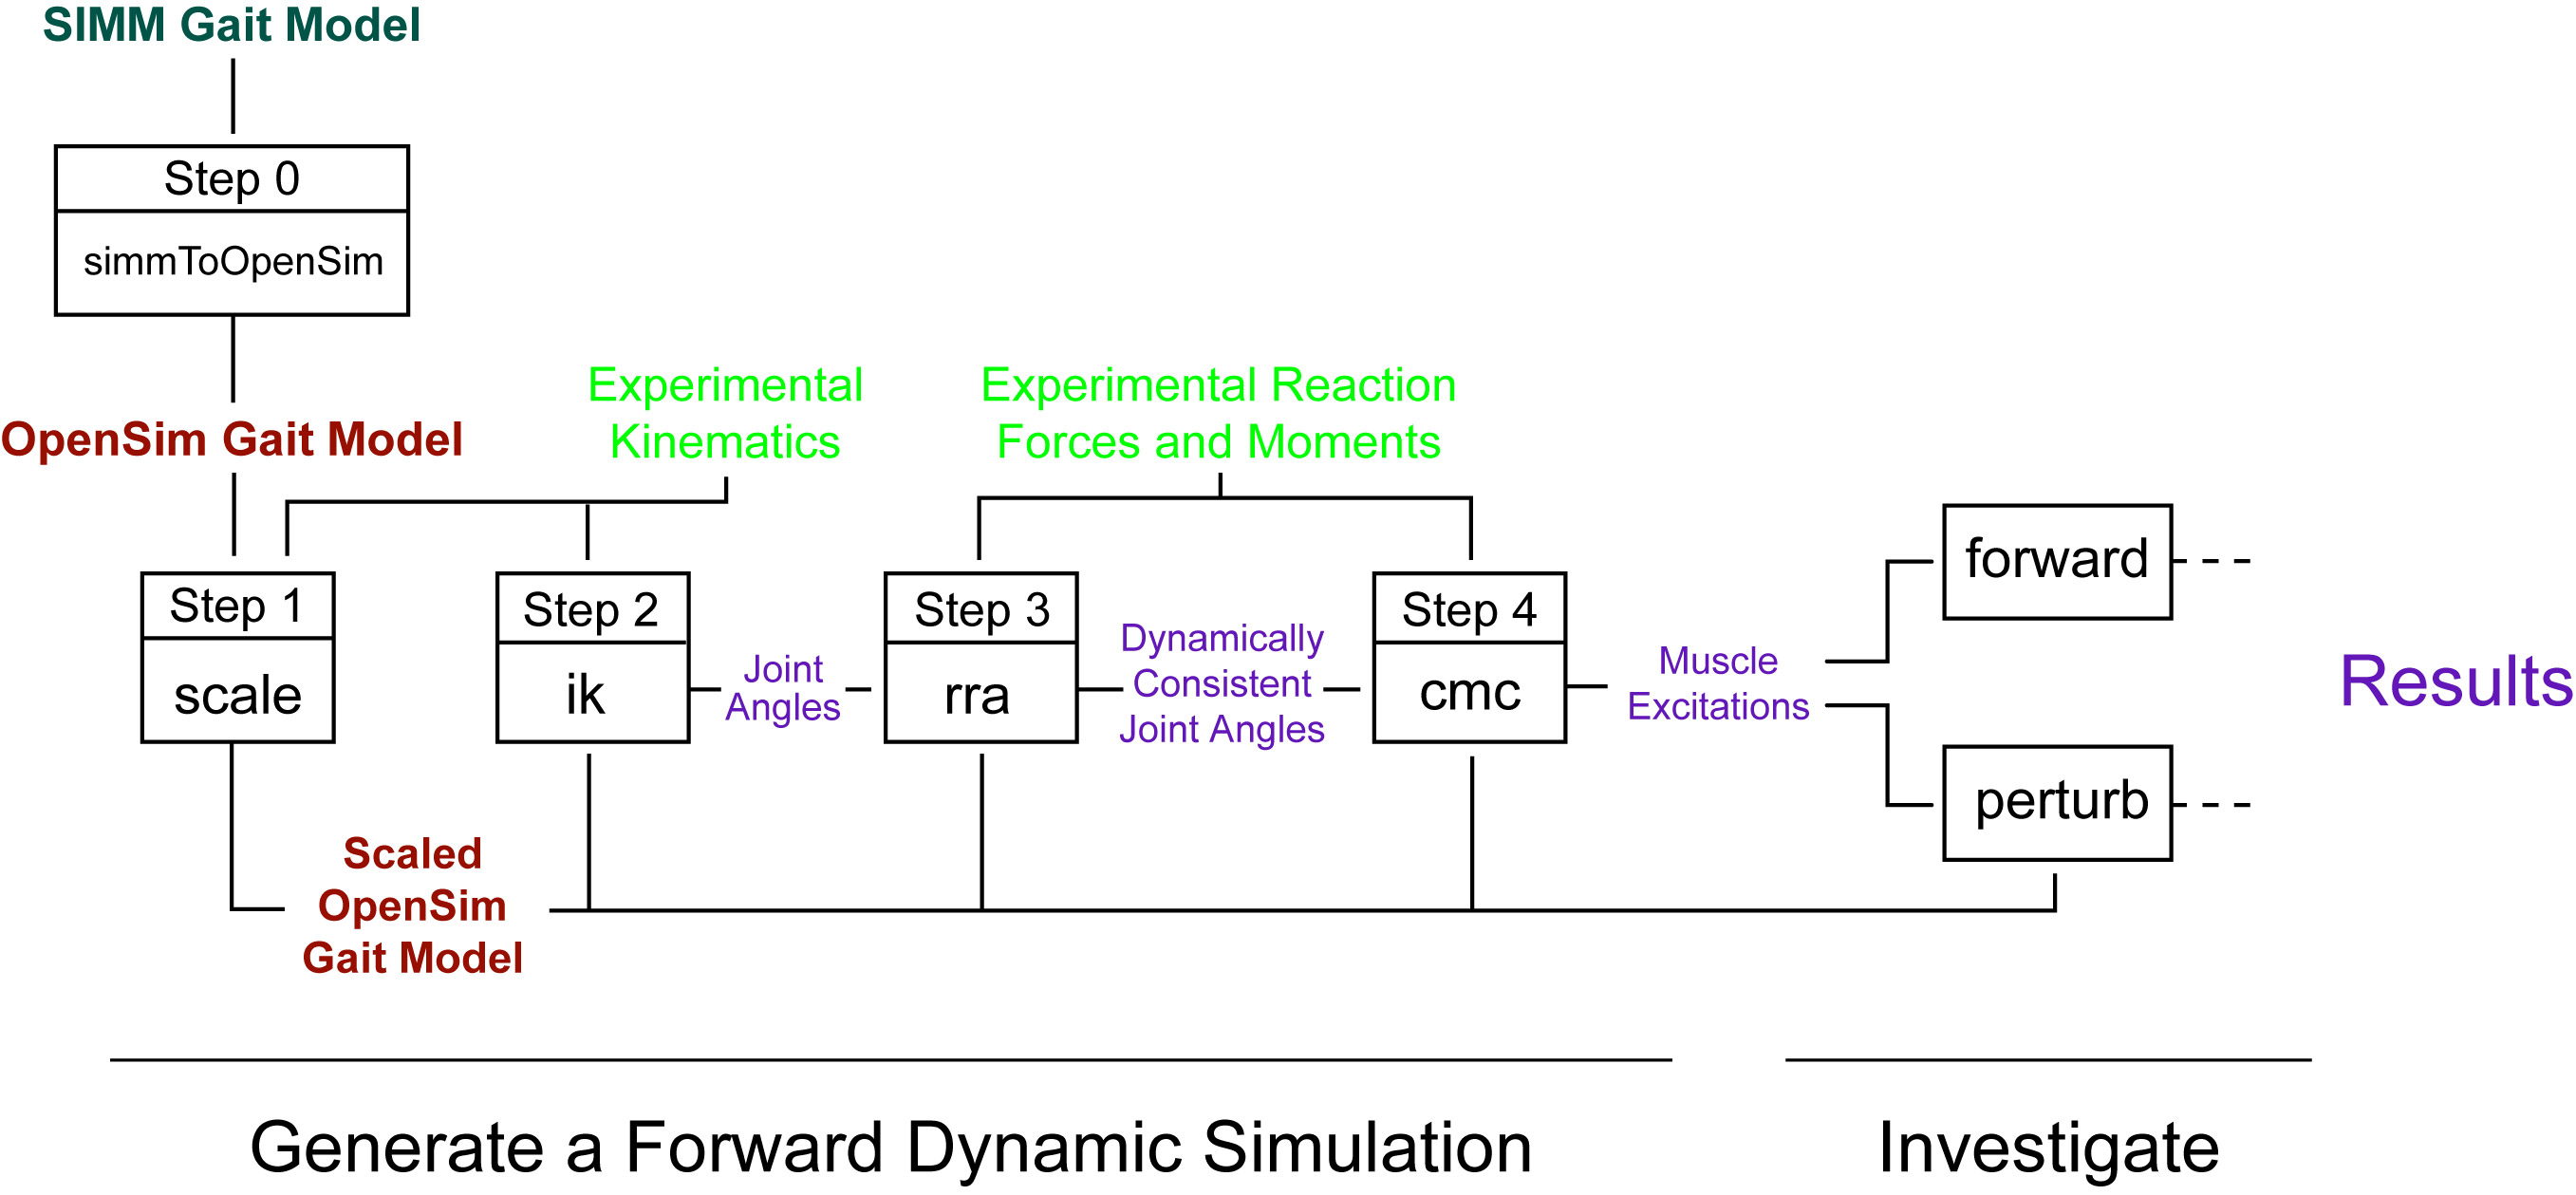 SIMM Gait Model
Step 0
simmToOpenSim
OpenSim Gait Model
Experimental
Kinematics
Experimental Reaction
Forces and Moments
Step 1
scale
Step 2
ik
Joint
Angles
Step 3
rra
Dynamically
Consistent
Joint Angles
Step 4
cmc
Muscle
Excitations
forward
perturb
Results
Scaled
OpenSim
Gait Model
Generate a Forward Dynamic Simulation
Investigate